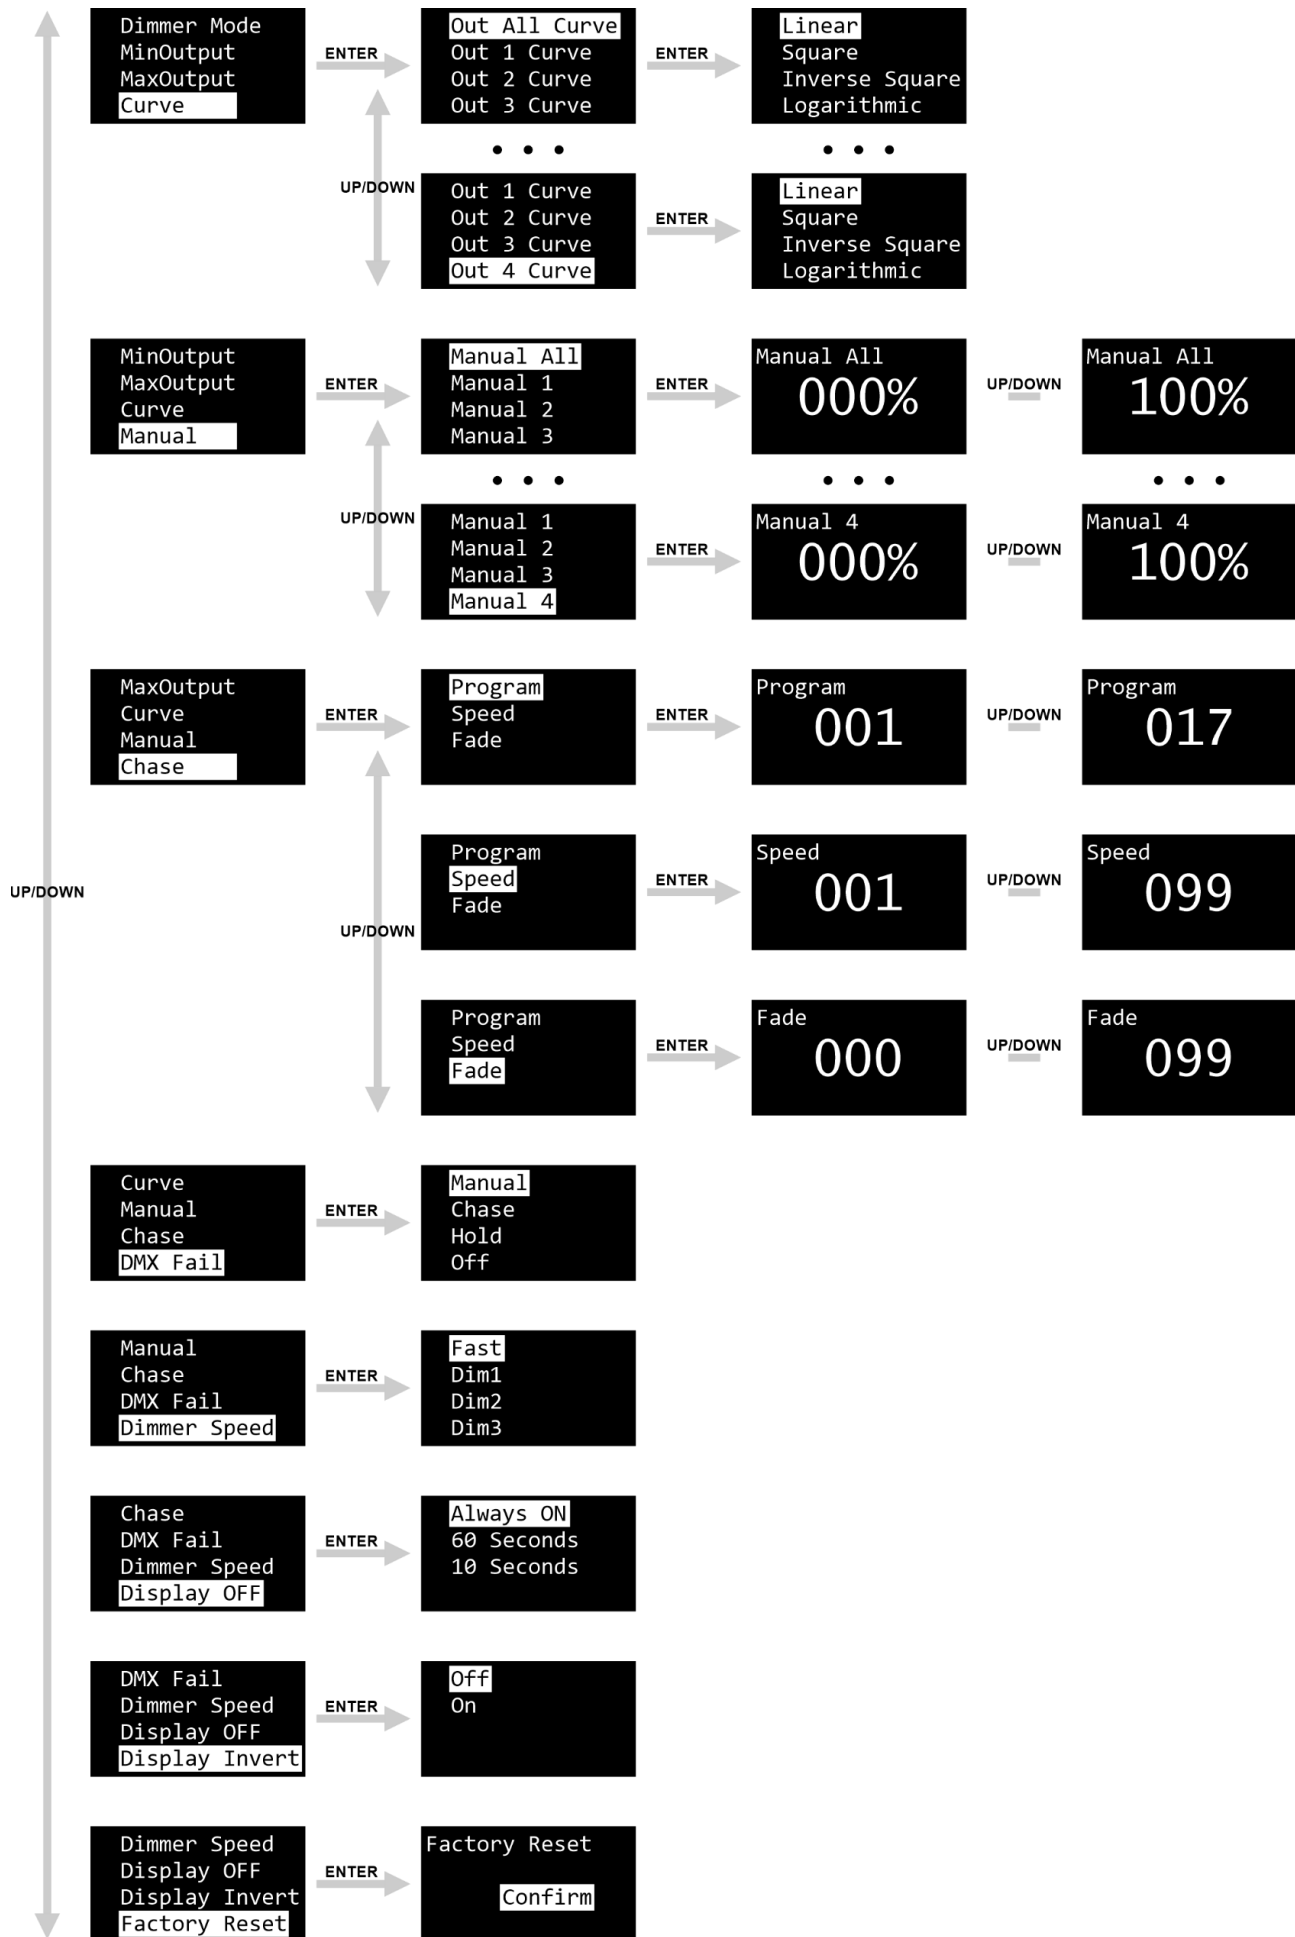 Dimmer Mode
MinOutput
MaxOutput
Curve
ENTER
Out All Curve
Out 1 Curve
Out 2 Curve
Out 3 Curve
ENTER
Linear
Square
Inverse Square
Logarithmic
• • •
• • •
UP/DOWN
Out 1 Curve
Out 2 Curve
Out 3 Curve
Out 4 Curve
ENTER
Linear
Square
Inverse Square
Logarithmic
MinOutput
MaxOutput
Curve
Manual
ENTER
Manual All
Manual 1
Manual 2
Manual 3
ENTER
Manual All
000%
UP/DOWN
Manual All
100%
• • •
• • •
• • •
UP/DOWN
Manual 1
Manual 2
Manual 3
Manual 4
ENTER
Manual 4
000%
UP/DOWN
Manual 4
100%
MaxOutput
Curve
Manual
Chase
ENTER
Program
Speed
Fade
ENTER
Program
001
UP/DOWN
Program
017
UP/DOWN
UP/DOWN
Program
Speed
Fade
ENTER
Speed
001
UP/DOWN
Speed
099
Program
Speed
Fade
ENTER
Fade
000
UP/DOWN
Fade
099
Curve
Manual
Chase
DMX Fail
ENTER
Manual
Chase
Hold
Off
Manual
Chase
DMX Fail
Dimmer Speed
ENTER
Fast
Dim1
Dim2
Dim3
Chase
DMX Fail
Dimmer Speed
Display OFF
ENTER
Always ON
60 Seconds
10 Seconds
DMX Fail
Dimmer Speed
Display OFF
Display Invert
ENTER
Off
On
Dimmer Speed
Display OFF
Display Invert
Factory Reset
ENTER
Factory Reset
Confirm